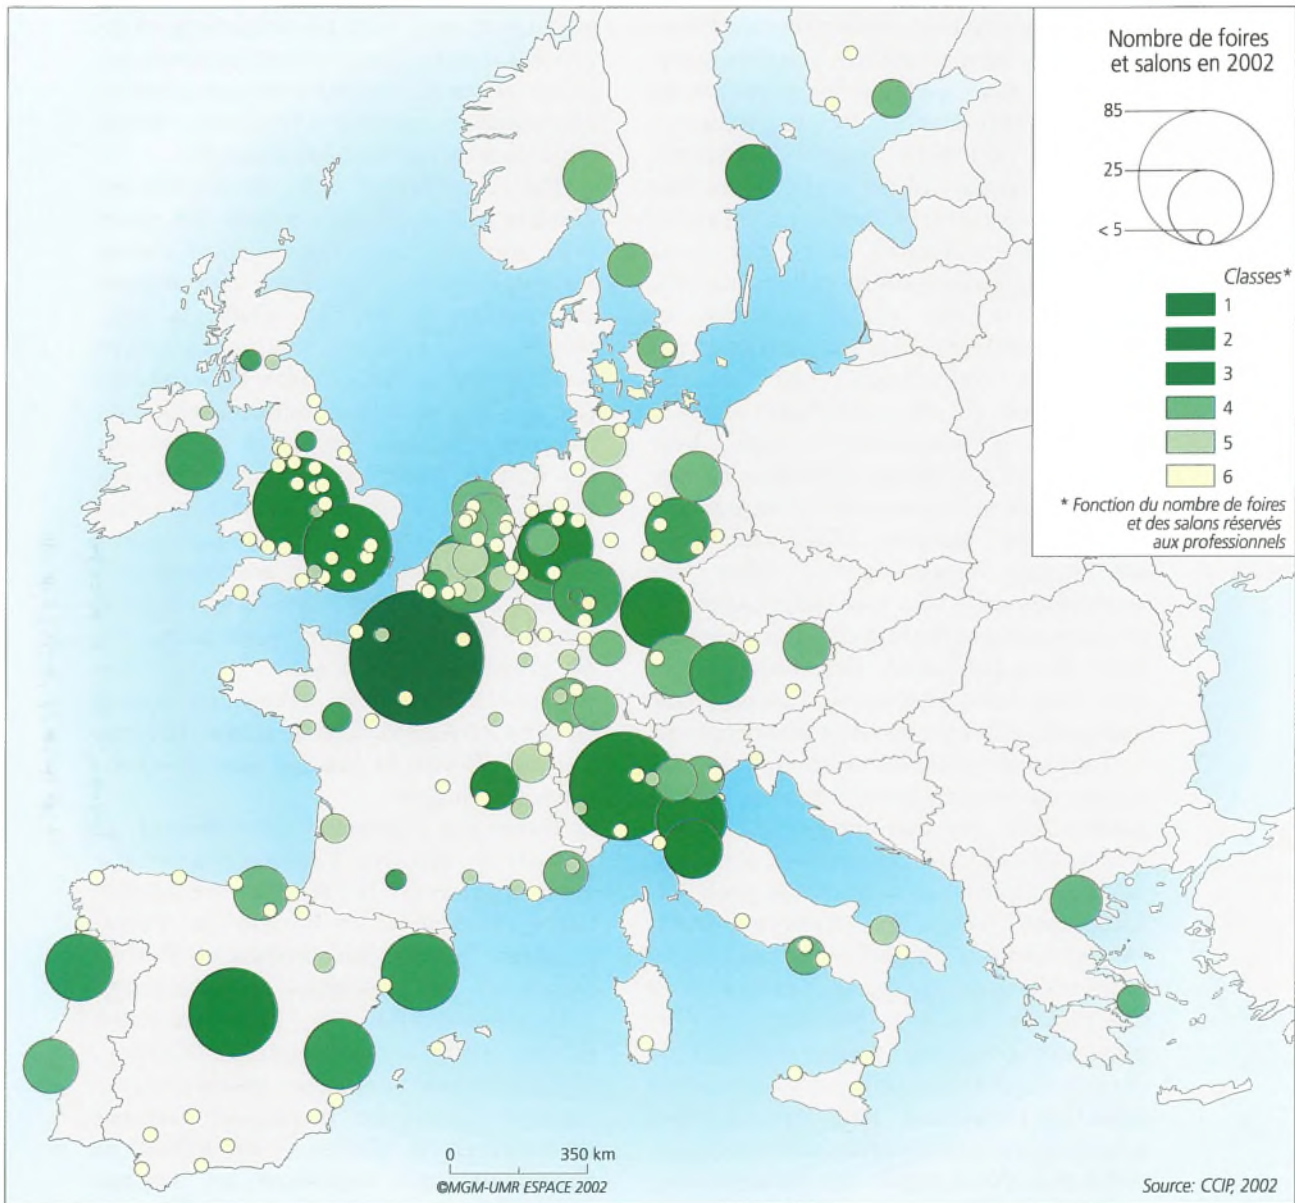 Nombre de foires
et salons en 2002
85
25
< 5
Classes*
1
2
3
4
5
6
* Fonction du nombre de foires
et des salons réservés
aux professionnels
0 350 km
©MGM-UMR ESPACE 2002
Source: CCIP, 2002